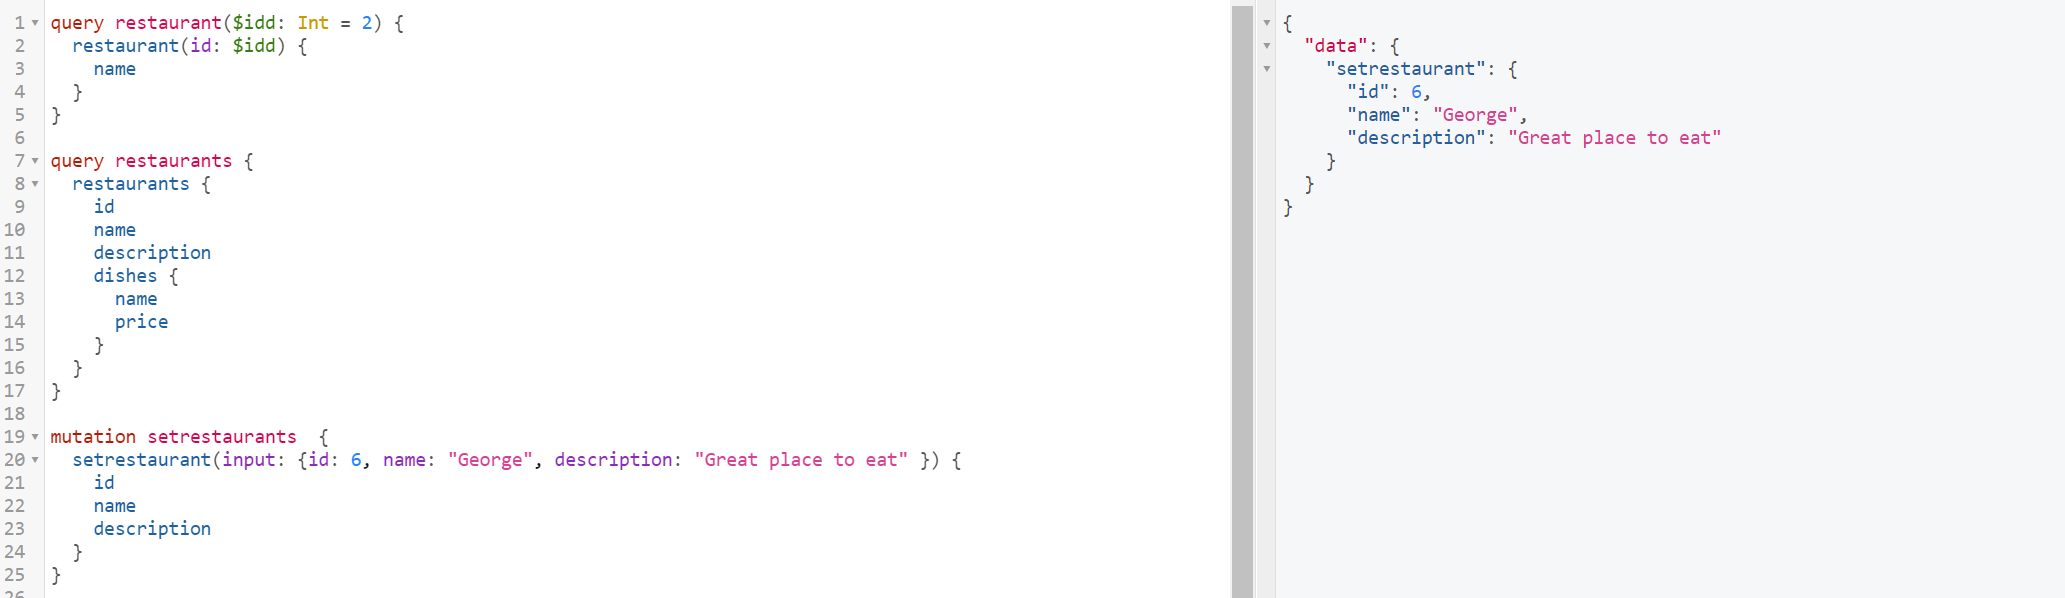 1 query restaurant($idd: Int = 2) {
2 restaurant(id: $idd) {
3 name
4 }
5 }
6
7 query restaurants {
8 restaurants {
9 id
10 name
11 description
12 dishes {
13 name
14 price
15 }
16 }
17 }
18
19 mutation setrestaurants  {
20 setrestaurant(input: {id: 6, name: "George", description: "Great place to eat" }) {
21 id
22 name
23 description
24 }
25 }
26
{
"data": {
"setrestaurant": {
"id": 6,
"name": "George",
"description": "Great place to eat"
}
}
}